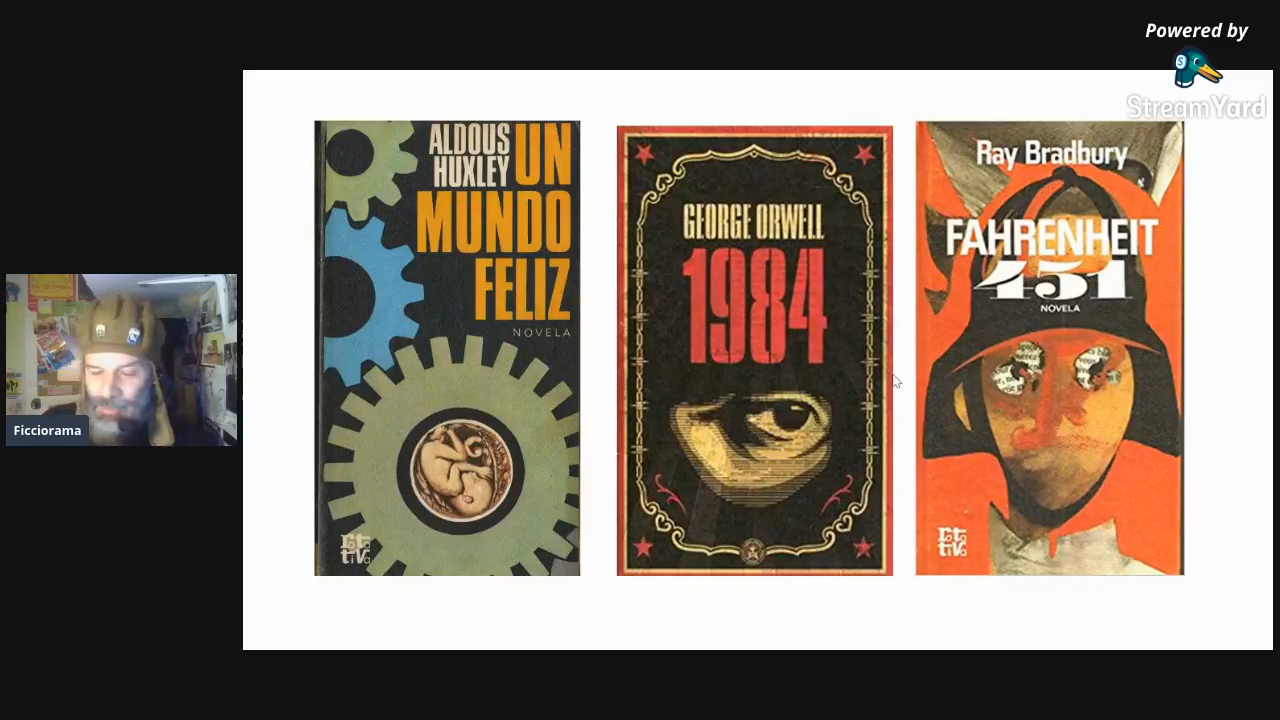 Powered by
StreamYard
Ficciorama
ALDOUS
HUXLEY
UN
MUNDO
FELIZ
NOVELA
GEORGE ORWELL
1984
Ray Bradbury
FAHRENHEIT
451
NOVELA